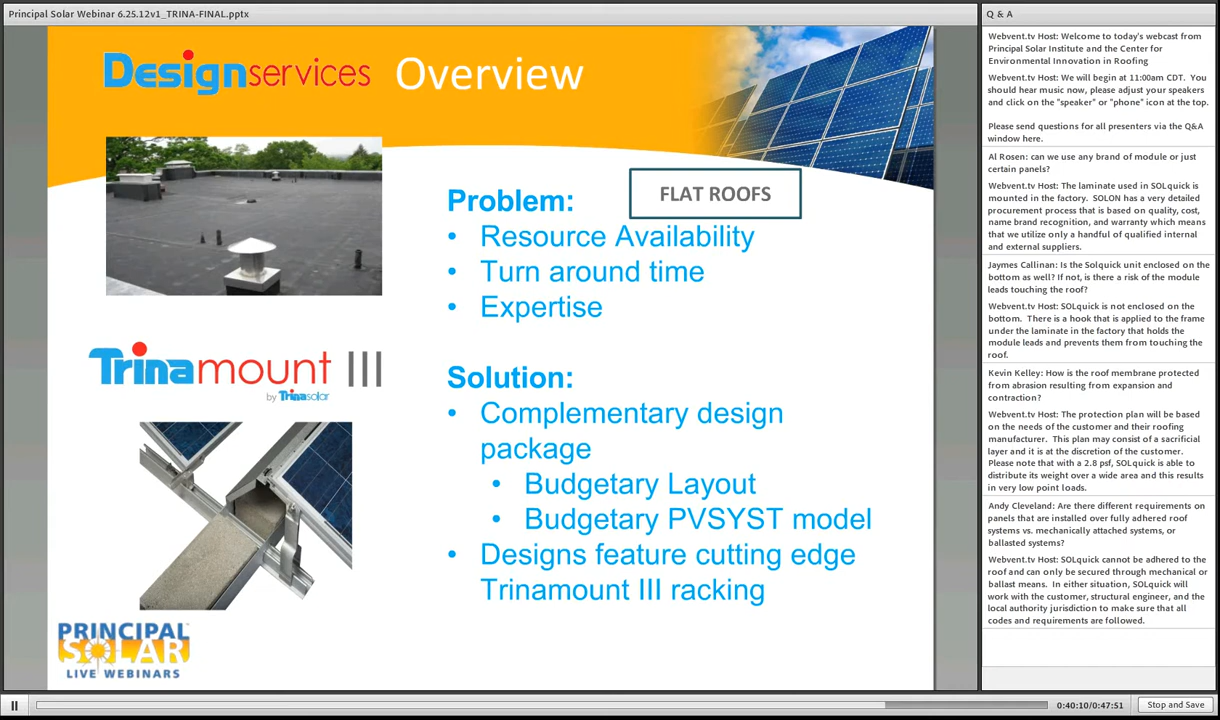 Principal Solar Webinar 6.25.12v1_TRINA-FINAL.pptx
Designservices Overview
FLAT ROOFS
Problem:
• Resource Availability
• Turn around time
• Expertise
Trinamount III
by Trinasolar
Solution:
• Complementary design
package
• Budgetary Layout
• Budgetary PVSYST model
• Designs feature cutting edge
Trinamount III racking
PRINCIPAL
SOLAR
LIVE WEBINARS
Q & A
Webvent.tv Host: Welcome to today's webcast from
Principal Solar Institute and the Center for
Environmental Innovation in Roofing
Webvent.tv Host: We will begin at 11:00am CDT.  You
should hear music now, please adjust your speakers
and click on the "speaker" or "phone" icon at the top.
Please send questions for all presenters via the Q&A
window here.
Al Rosen: can we use any brand of module or just
certain panels?
Webvent.tv Host: The laminate used in SOLquick is
mounted in the factory.  SOLON has a very detailed
procurement process that is based on quality, cost,
name brand recognition, and warranty which means
that we utilize only a handful of qualified internal
and external suppliers.
Jaymes Callinan: Is the Solquick unit enclosed on the
bottom as well? If not, is there a risk of the module
leads touching the roof?
Webvent.tv Host: SOLquick is not enclosed on the
bottom.  There is a hook that is applied to the frame
under the laminate in the factory that holds the
module leads and prevents them from touching the
roof.
Kevin Kelley: How is the roof membrane protected
from abrasion resulting from expansion and
contraction?
Webvent.tv Host: The protection plan will be based
on the needs of the customer and their roofing
manufacturer.  This plan may consist of a sacrificial
layer and it is at the discretion of the customer.
Please note that with a 2.8 psf, SOLquick is able to
distribute its weight over a wide area and this results
in very low point loads.
Andy Cleveland: Are there different requirements on
panels that are installed over fully adhered roof
systems vs. mechanically attached systems, or
ballasted systems?
Webvent.tv Host: SOLquick cannot be adhered to the
roof and can only be secured through mechanical or
ballast means.  In either situation, SOLquick will
work with the customer, structural engineer, and the
local authority jurisdiction to make sure that all
codes and requirements are followed.
0:40:10/0:47:51
Stop and Save